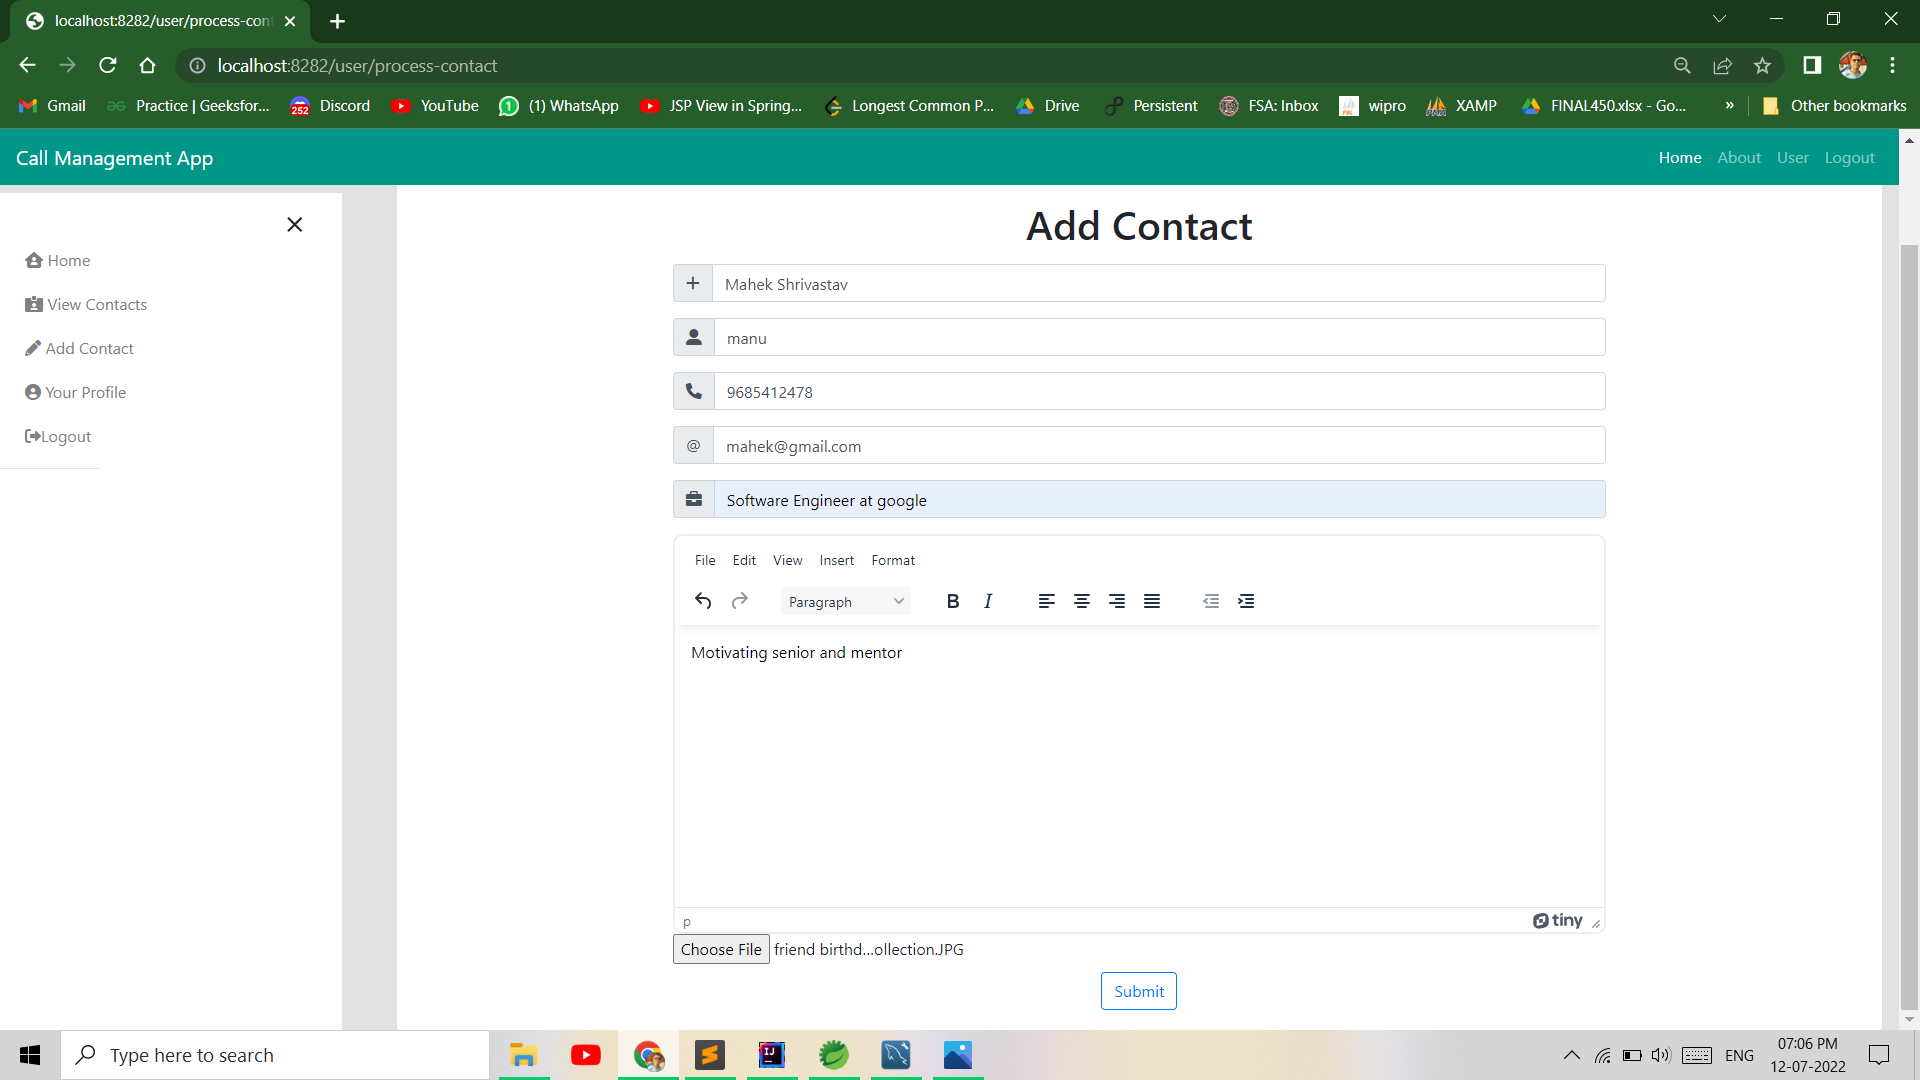 localhost:8282/user/process-cont
localhost:8282/user/process-contact
Gmail
Practice | Geeksfor...
252
Discord
YouTube
1
(1) WhatsApp
JSP View in Spring...
Longest Common P...
Drive
Persistent
FSA: Inbox
wipro
XAMP
FINAL450.xlsx - Go...
»
Other bookmarks
Call Management App
Home
About
User
Logout
Home
View Contacts
Add Contact
Your Profile
Logout
Add Contact
Mahek Shrivastav
manu
9685412478
@
mahek@gmail.com
Software Engineer at google
File
Edit
View
Insert
Format
Paragraph
B
I
Motivating senior and mentor
p
tiny
Choose File
friend birthd...ollection.JPG
Submit
Type here to search
IJ
ENG
07:06 PM
12-07-2022